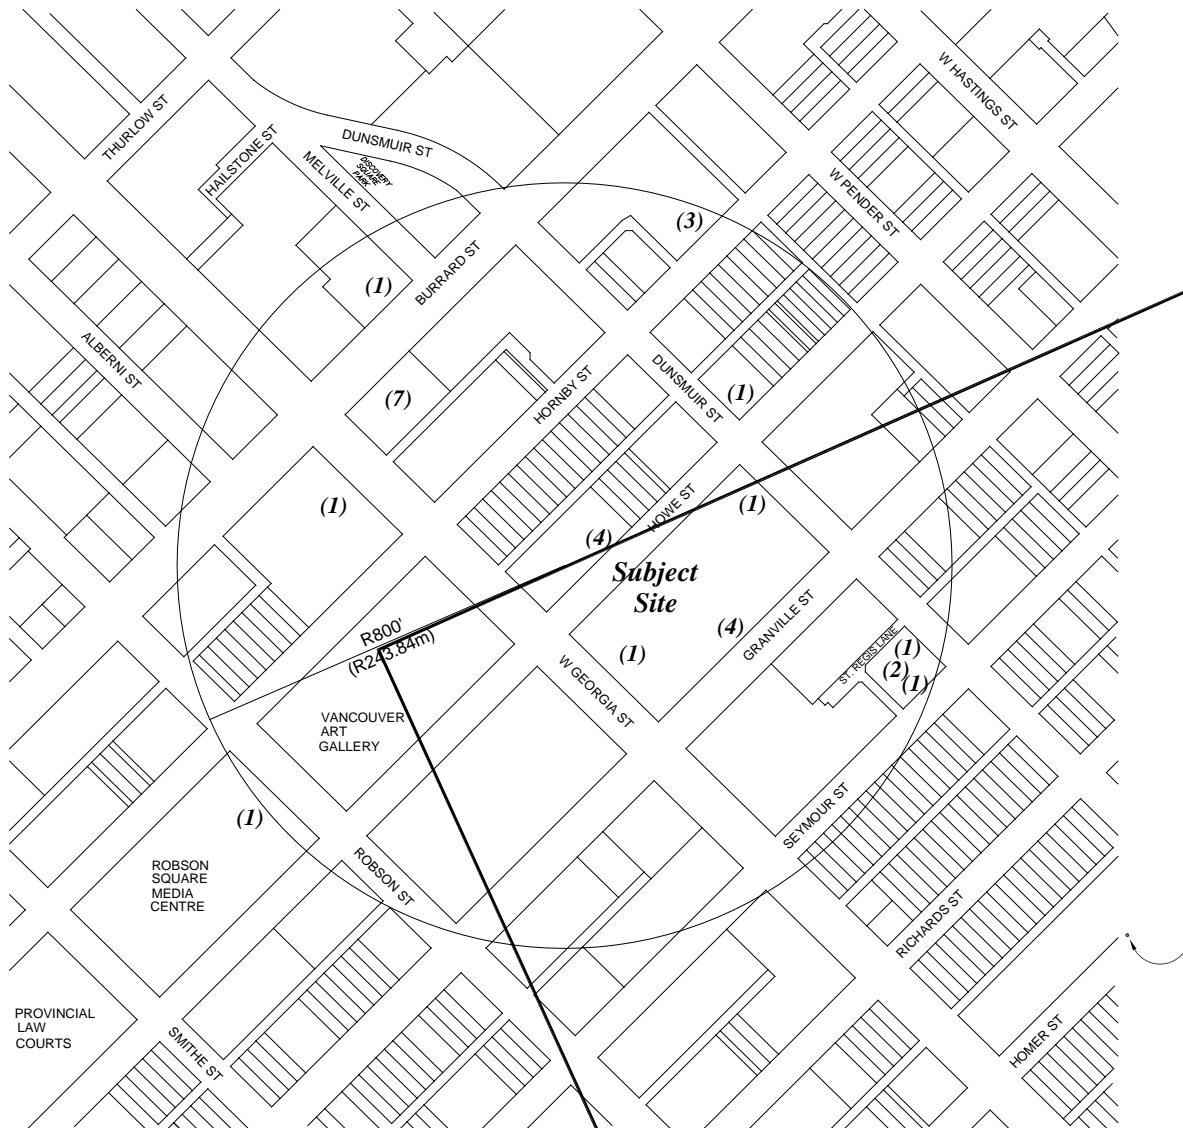 W HASTINGS ST
THURLOW ST
DUNSMUIR ST
HAILSTONE ST
MELVILLE ST
DISCOVERY
SQUARE
PARK
W PENDER ST
(3)
BURRARD ST
(1)
ALBERNI ST
DUNSMUIR ST
HORNBY ST
(7)
(1)
(1)
HOWE ST
(1)
(4)
Subject
Site
R800'
(R243.84m)
(4)
GRANVILLE ST
(1)
ST. REGIS LANE
(1)
(2)
(1)
W GEORGIA ST
VANCOUVER
ART
GALLERY
(1)
SEYMOUR ST
ROBSON
SQUARE
MEDIA
CENTRE
ROBSON ST
RICHARDS ST
PROVINCIAL
LAW
COURTS
SMITHE ST
HOMER ST